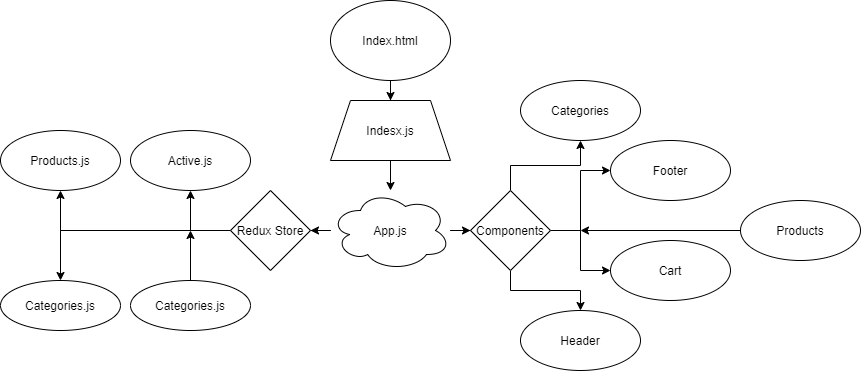 Index.html
Indesx.js
Categories
Products.js
Active.js
Footer
Redux Store
App.js
Components
Products
Cart
Categories.js
Categories.js
Header